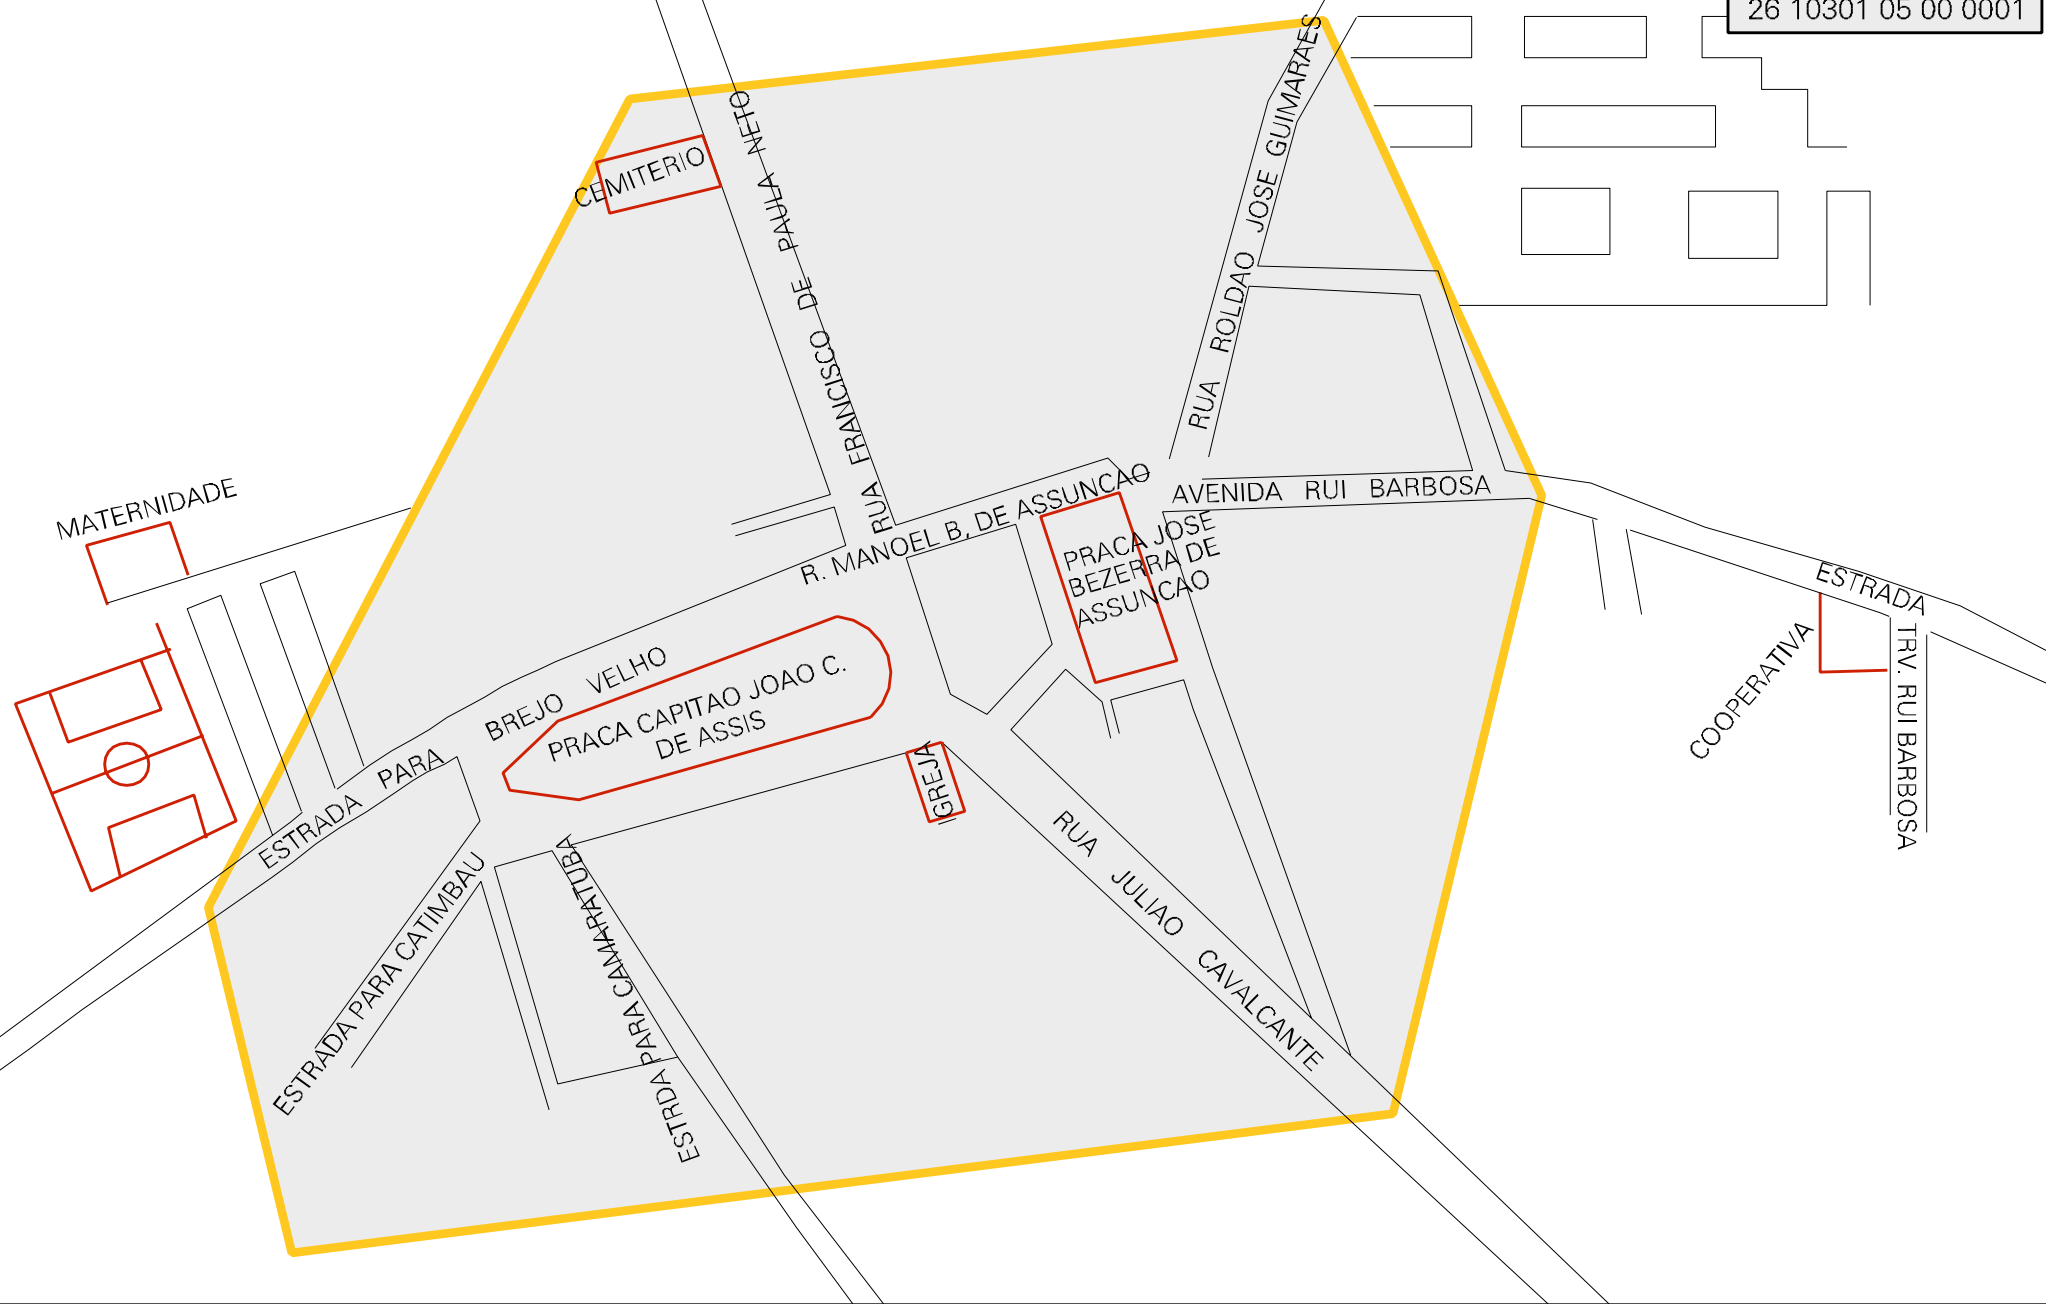 26 10301 05 00 0001
RUA ROLDAO JOSE GUIMARAES
RUA FRANCISCO DE PAULA NETO
CEMITERIO
MATERNIDADE
R. MANOEL B, DE ASSUNCAO
AVENIDA RUI BARBOSA
PRACA JOSE
BEZERRA DE
ASSUNCAO
ESTRADA
COOPERATIVA
TRV. RUI BARBOSA
ESTRADA PARA BREJO VELHO
PRACA CAPITAO JOAO C.
DE ASSIS
IGREJA
RUA JULIAO CAVALCANTE
ESTRADA PARA CATIMBAU
ESTRDA PARA CAMARATUBA